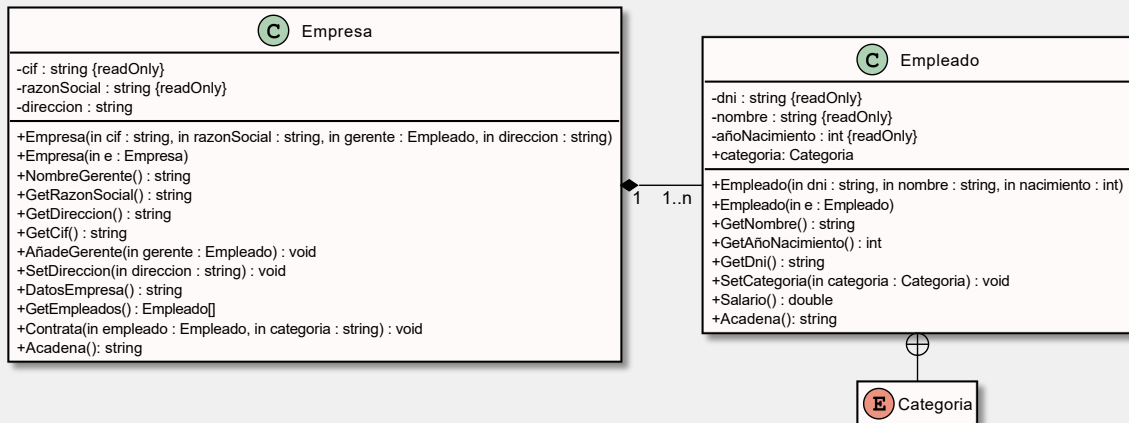 C Empresa
-cif : string {readOnly}
-razonSocial : string {readOnly}
-direccion : string
+Empresa(in cif : string, in razonSocial : string, in gerente : Empleado, in direccion : string)
+Empresa(in e : Empresa)
+NombreGerente() : string
+GetRazonSocial() : string
+GetDireccion() : string
+GetCif() : string
+AñadeGerente(in gerente : Empleado) : void
+SetDireccion(in direccion : string) : void
+DatosEmpresa() : string
+GetEmpleados() : Empleado[]
+Contrata(in empleado : Empleado, in categoria : string) : void
+Acadena(): string
1 1..n
C Empleado
-dni : string {readOnly}
-nombre : string {readOnly}
-añoNacimiento : int {readOnly}
+categoria: Categoria
+Empleado(in dni : string, in nombre : string, in nacimiento : int)
+Empleado(in e : Empleado)
+GetNombre() : string
+GetAñoNacimiento() : int
+GetDni() : string
+SetCategoria(in categoria : Categoria) : void
+Salario() : double
+Acadena(): string
E Categoria